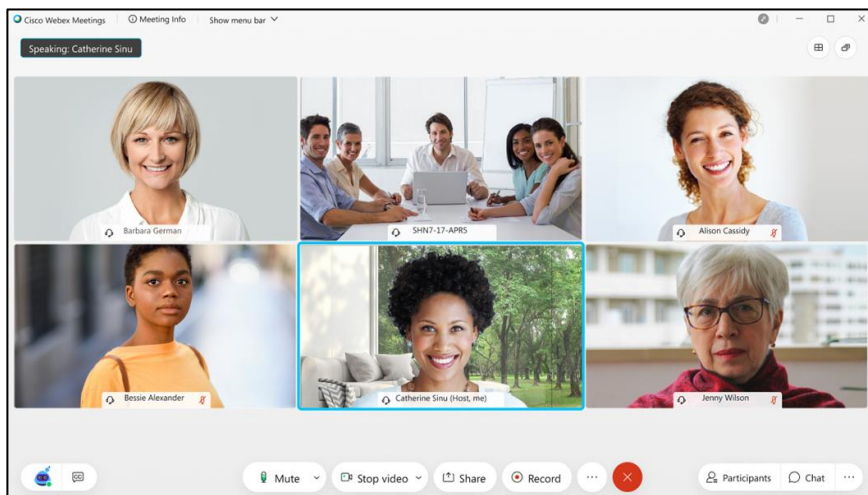 Cisco Webex Meetings
Meeting Info
Show menu bar
Speaking: Catherine Sinu
Barbara German
SHN7-17-APR5
Alison Cassidy
Bessie Alexander
Catherine Sinu (Host, me)
Jenny Wilson
CC
Mute
Stop video
Share
Record
Participants
Chat